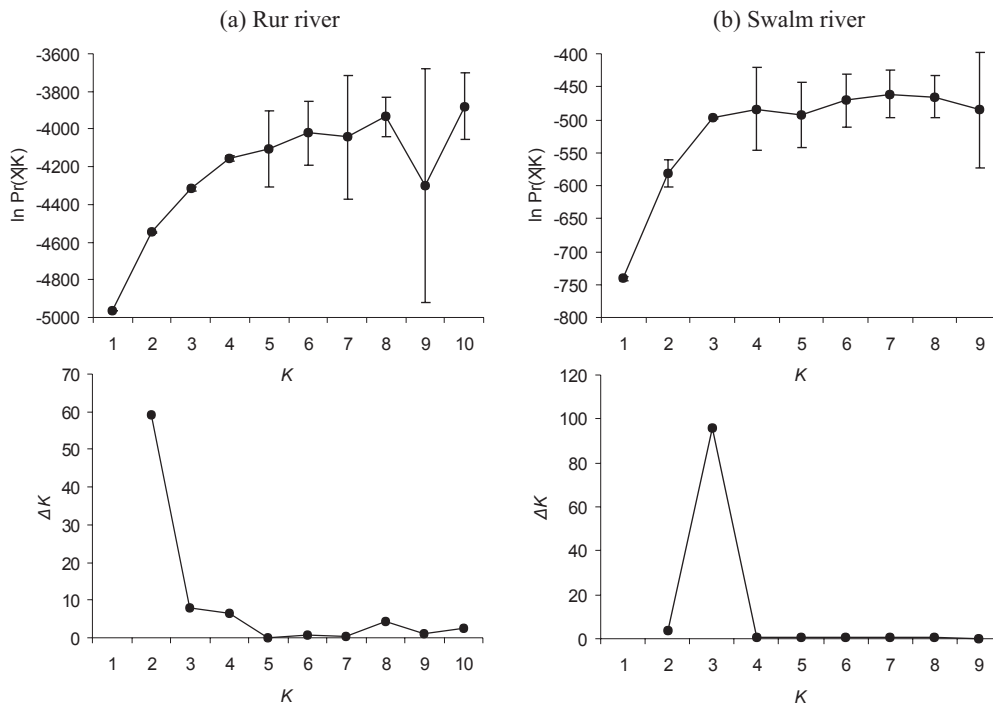 (a) Rur river
(b) Swalm river
-3600
-3800
-4000
-4200
-4400
-4600
-4800
-5000
ln Pr(X|K)
1 2 3 4 5 6 7 8 9 10
K
-400
-450
-500
-550
-600
-650
-700
-750
-800
ln Pr(X|K)
1 2 3 4 5 6 7 8 9
K
70
60
50
40
30
20
10
0
ΔK
1 2 3 4 5 6 7 8 9 10
K
120
100
80
60
40
20
0
ΔK
1 2 3 4 5 6 7 8 9
K